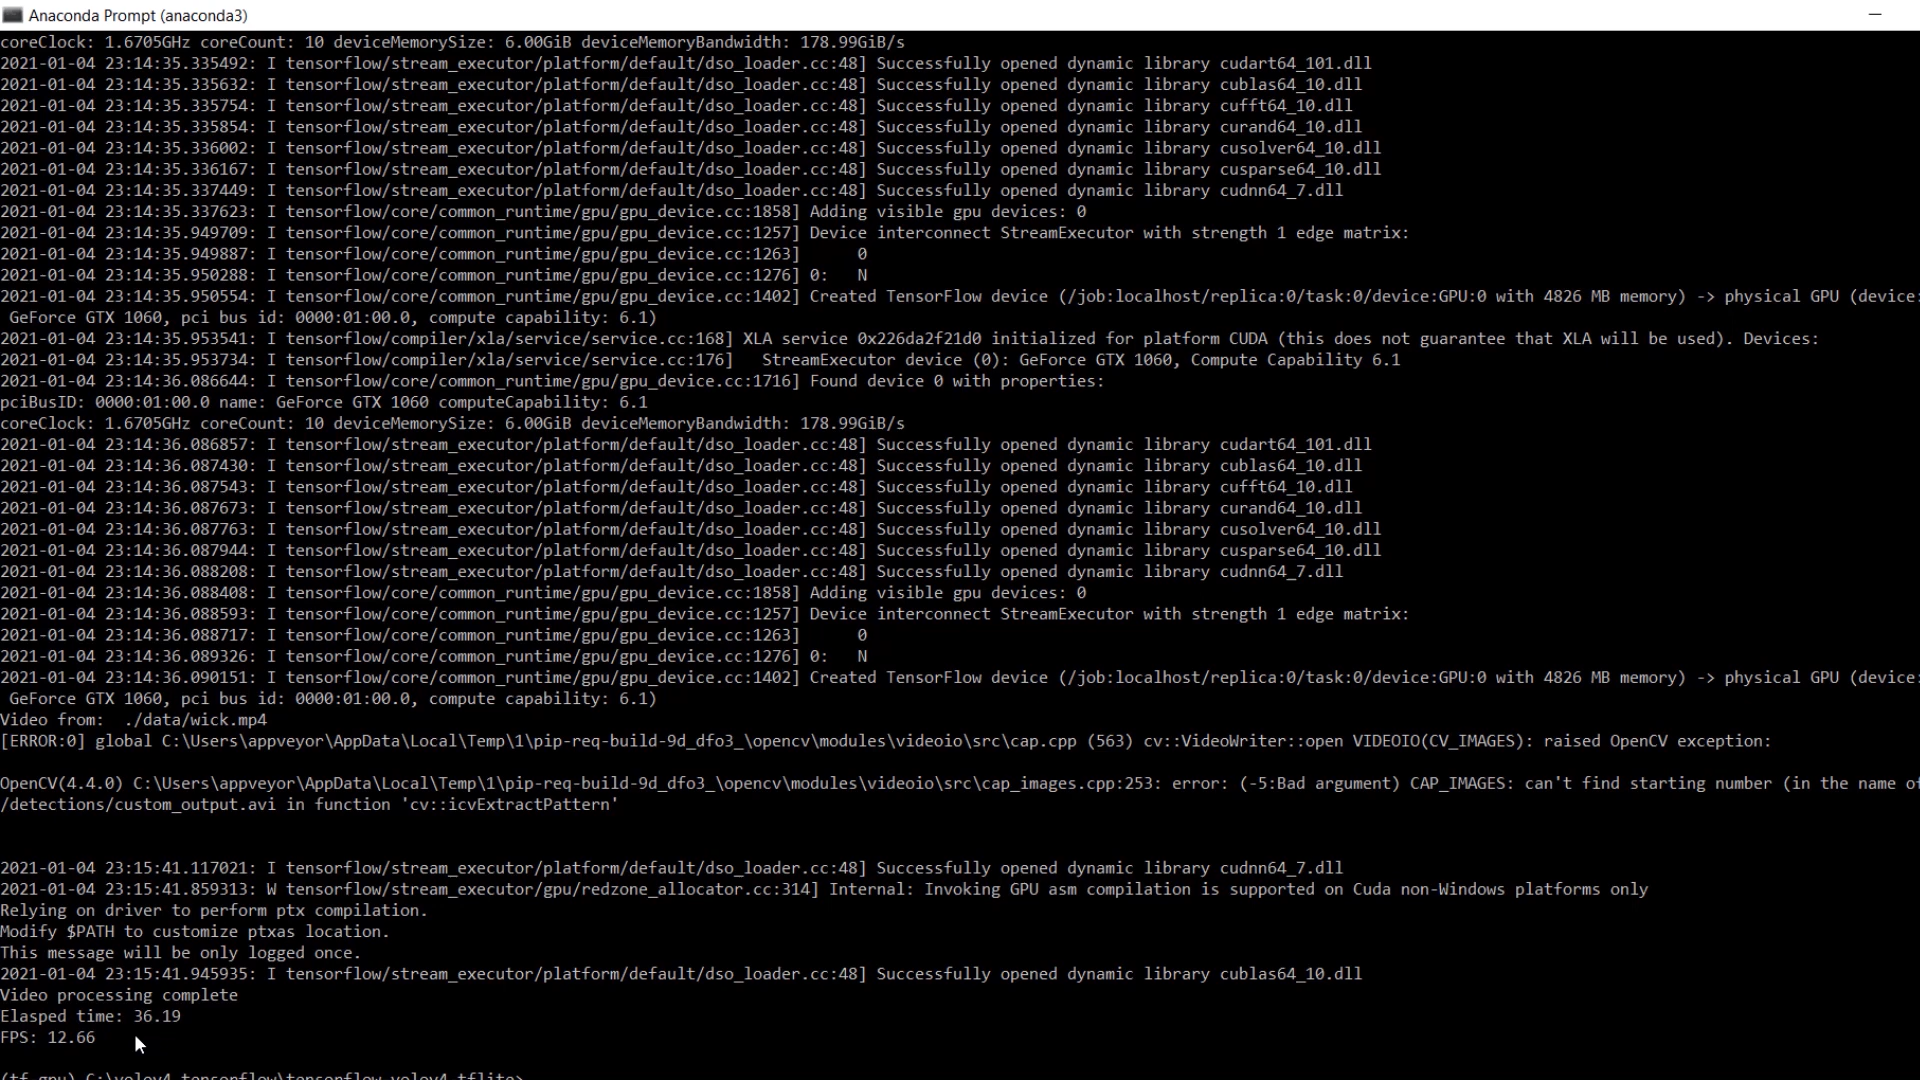 Anaconda Prompt (anaconda3)
coreClock: 1.6705GHz coreCount: 10 deviceMemorySize: 6.00GiB deviceMemoryBandwidth: 178.99GiB/s
2021-01-04 23:14:35.335492: I tensorflow/stream_executor/platform/default/dso_loader.cc:48] Successfully opened dynamic library cudart64_101.dll
2021-01-04 23:14:35.335632: I tensorflow/stream_executor/platform/default/dso_loader.cc:48] Successfully opened dynamic library cublas64_10.dll
2021-01-04 23:14:35.335754: I tensorflow/stream_executor/platform/default/dso_loader.cc:48] Successfully opened dynamic library cufft64_10.dll
2021-01-04 23:14:35.335854: I tensorflow/stream_executor/platform/default/dso_loader.cc:48] Successfully opened dynamic library curand64_10.dll
2021-01-04 23:14:35.336002: I tensorflow/stream_executor/platform/default/dso_loader.cc:48] Successfully opened dynamic library cusolver64_10.dll
2021-01-04 23:14:35.336167: I tensorflow/stream_executor/platform/default/dso_loader.cc:48] Successfully opened dynamic library cusparse64_10.dll
2021-01-04 23:14:35.337449: I tensorflow/stream_executor/platform/default/dso_loader.cc:48] Successfully opened dynamic library cudnn64_7.dll
2021-01-04 23:14:35.337623: I tensorflow/core/common_runtime/gpu/gpu_device.cc:1858] Adding visible gpu devices: 0
2021-01-04 23:14:35.949709: I tensorflow/core/common_runtime/gpu/gpu_device.cc:1257] Device interconnect StreamExecutor with strength 1 edge matrix:
2021-01-04 23:14:35.949887: I tensorflow/core/common_runtime/gpu/gpu_device.cc:1263]      0
2021-01-04 23:14:35.950288: I tensorflow/core/common_runtime/gpu/gpu_device.cc:1276] 0:   N
2021-01-04 23:14:35.950554: I tensorflow/core/common_runtime/gpu/gpu_device.cc:1402] Created TensorFlow device (/job:localhost/replica:0/task:0/device:GPU:0 with 4826 MB memory) -> physical GPU (device:
GeForce GTX 1060, pci bus id: 0000:01:00.0, compute capability: 6.1)
2021-01-04 23:14:35.953541: I tensorflow/compiler/xla/service/service.cc:168] XLA service 0x226da2f21d0 initialized for platform CUDA (this does not guarantee that XLA will be used). Devices:
2021-01-04 23:14:35.953734: I tensorflow/compiler/xla/service/service.cc:176]   StreamExecutor device (0): GeForce GTX 1060, Compute Capability 6.1
2021-01-04 23:14:36.086644: I tensorflow/core/common_runtime/gpu/gpu_device.cc:1716] Found device 0 with properties:
pciBusID: 0000:01:00.0 name: GeForce GTX 1060 computeCapability: 6.1
coreClock: 1.6705GHz coreCount: 10 deviceMemorySize: 6.00GiB deviceMemoryBandwidth: 178.99GiB/s
2021-01-04 23:14:36.086857: I tensorflow/stream_executor/platform/default/dso_loader.cc:48] Successfully opened dynamic library cudart64_101.dll
2021-01-04 23:14:36.087430: I tensorflow/stream_executor/platform/default/dso_loader.cc:48] Successfully opened dynamic library cublas64_10.dll
2021-01-04 23:14:36.087543: I tensorflow/stream_executor/platform/default/dso_loader.cc:48] Successfully opened dynamic library cufft64_10.dll
2021-01-04 23:14:36.087673: I tensorflow/stream_executor/platform/default/dso_loader.cc:48] Successfully opened dynamic library curand64_10.dll
2021-01-04 23:14:36.087763: I tensorflow/stream_executor/platform/default/dso_loader.cc:48] Successfully opened dynamic library cusolver64_10.dll
2021-01-04 23:14:36.087944: I tensorflow/stream_executor/platform/default/dso_loader.cc:48] Successfully opened dynamic library cusparse64_10.dll
2021-01-04 23:14:36.088208: I tensorflow/stream_executor/platform/default/dso_loader.cc:48] Successfully opened dynamic library cudnn64_7.dll
2021-01-04 23:14:36.088408: I tensorflow/core/common_runtime/gpu/gpu_device.cc:1858] Adding visible gpu devices: 0
2021-01-04 23:14:36.088593: I tensorflow/core/common_runtime/gpu/gpu_device.cc:1257] Device interconnect StreamExecutor with strength 1 edge matrix:
2021-01-04 23:14:36.088717: I tensorflow/core/common_runtime/gpu/gpu_device.cc:1263]      0
2021-01-04 23:14:36.089326: I tensorflow/core/common_runtime/gpu/gpu_device.cc:1276] 0:   N
2021-01-04 23:14:36.090151: I tensorflow/core/common_runtime/gpu/gpu_device.cc:1402] Created TensorFlow device (/job:localhost/replica:0/task:0/device:GPU:0 with 4826 MB memory) -> physical GPU (device:
GeForce GTX 1060, pci bus id: 0000:01:00.0, compute capability: 6.1)
Video from:  ./data/wick.mp4
[ERROR:0] global C:\Users\appveyor\AppData\Local\Temp\1\pip-req-build-9d_dfo3_\opencv\modules\videoio\src\cap.cpp (563) cv::VideoWriter::open VIDEOIO(CV_IMAGES): raised OpenCV exception:
OpenCV(4.4.0) C:\Users\appveyor\AppData\Local\Temp\1\pip-req-build-9d_dfo3_\opencv\modules\videoio\src\cap_images.cpp:253: error: (-5:Bad argument) CAP_IMAGES: can't find starting number (in the name of
/detections/custom_output.avi in function 'cv::icvExtractPattern'
2021-01-04 23:15:41.117021: I tensorflow/stream_executor/platform/default/dso_loader.cc:48] Successfully opened dynamic library cudnn64_7.dll
2021-01-04 23:15:41.859313: W tensorflow/stream_executor/gpu/redzone_allocator.cc:314] Internal: Invoking GPU asm compilation is supported on Cuda non-Windows platforms only
Relying on driver to perform ptx compilation.
Modify $PATH to customize ptxas location.
This message will be only logged once.
2021-01-04 23:15:41.945935: I tensorflow/stream_executor/platform/default/dso_loader.cc:48] Successfully opened dynamic library cublas64_10.dll
Video processing complete
Elasped time: 36.19
FPS: 12.66
(tf-gpu) C:\yolov4-tensorflow\tensorflow-yolov4-tflite>